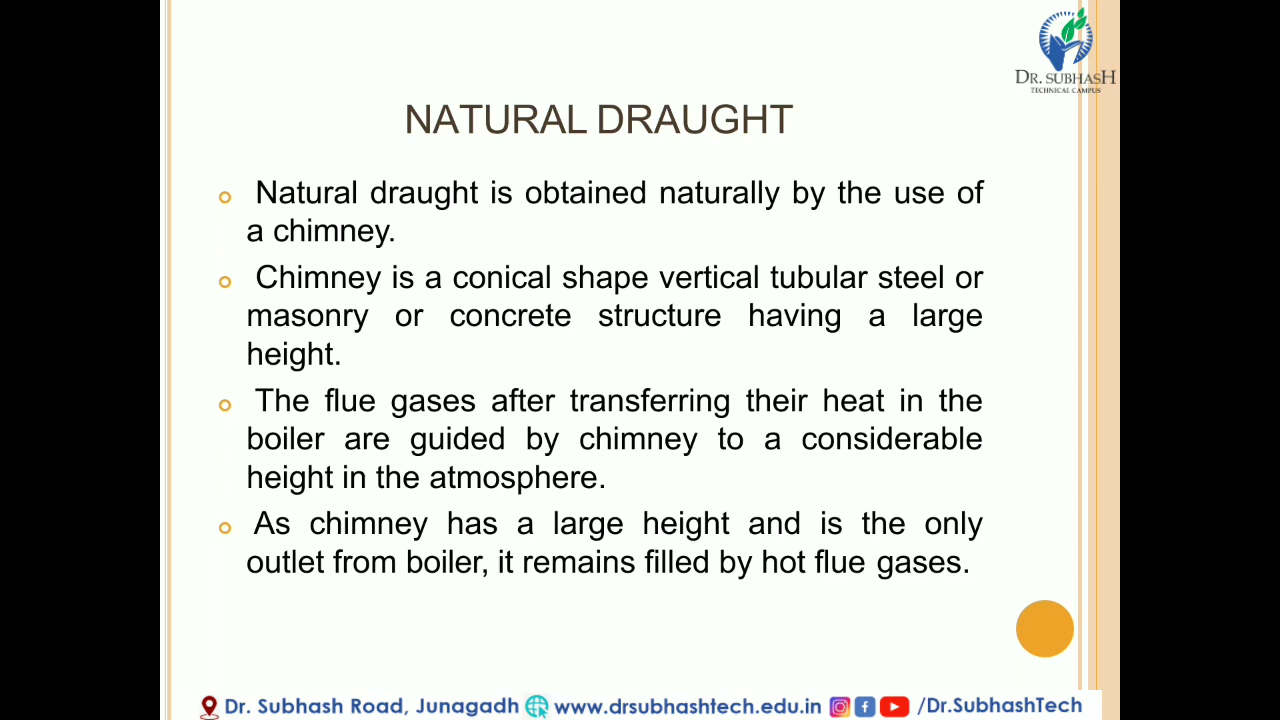 DR. SUBHASH
TECHNICAL CAMPUS
NATURAL DRAUGHT
Natural draught is obtained naturally by the use of
a chimney.
Chimney is a conical shape vertical tubular steel or
masonry or concrete structure having a large
height.
The flue gases after transferring their heat in the
boiler are guided by chimney to a considerable
height in the atmosphere.
As chimney has a large height and is the only
outlet from boiler, it remains filled by hot flue gases.
Dr. Subhash Road, Junagadh www.drsubhashtech.edu.in /Dr.SubhashTech